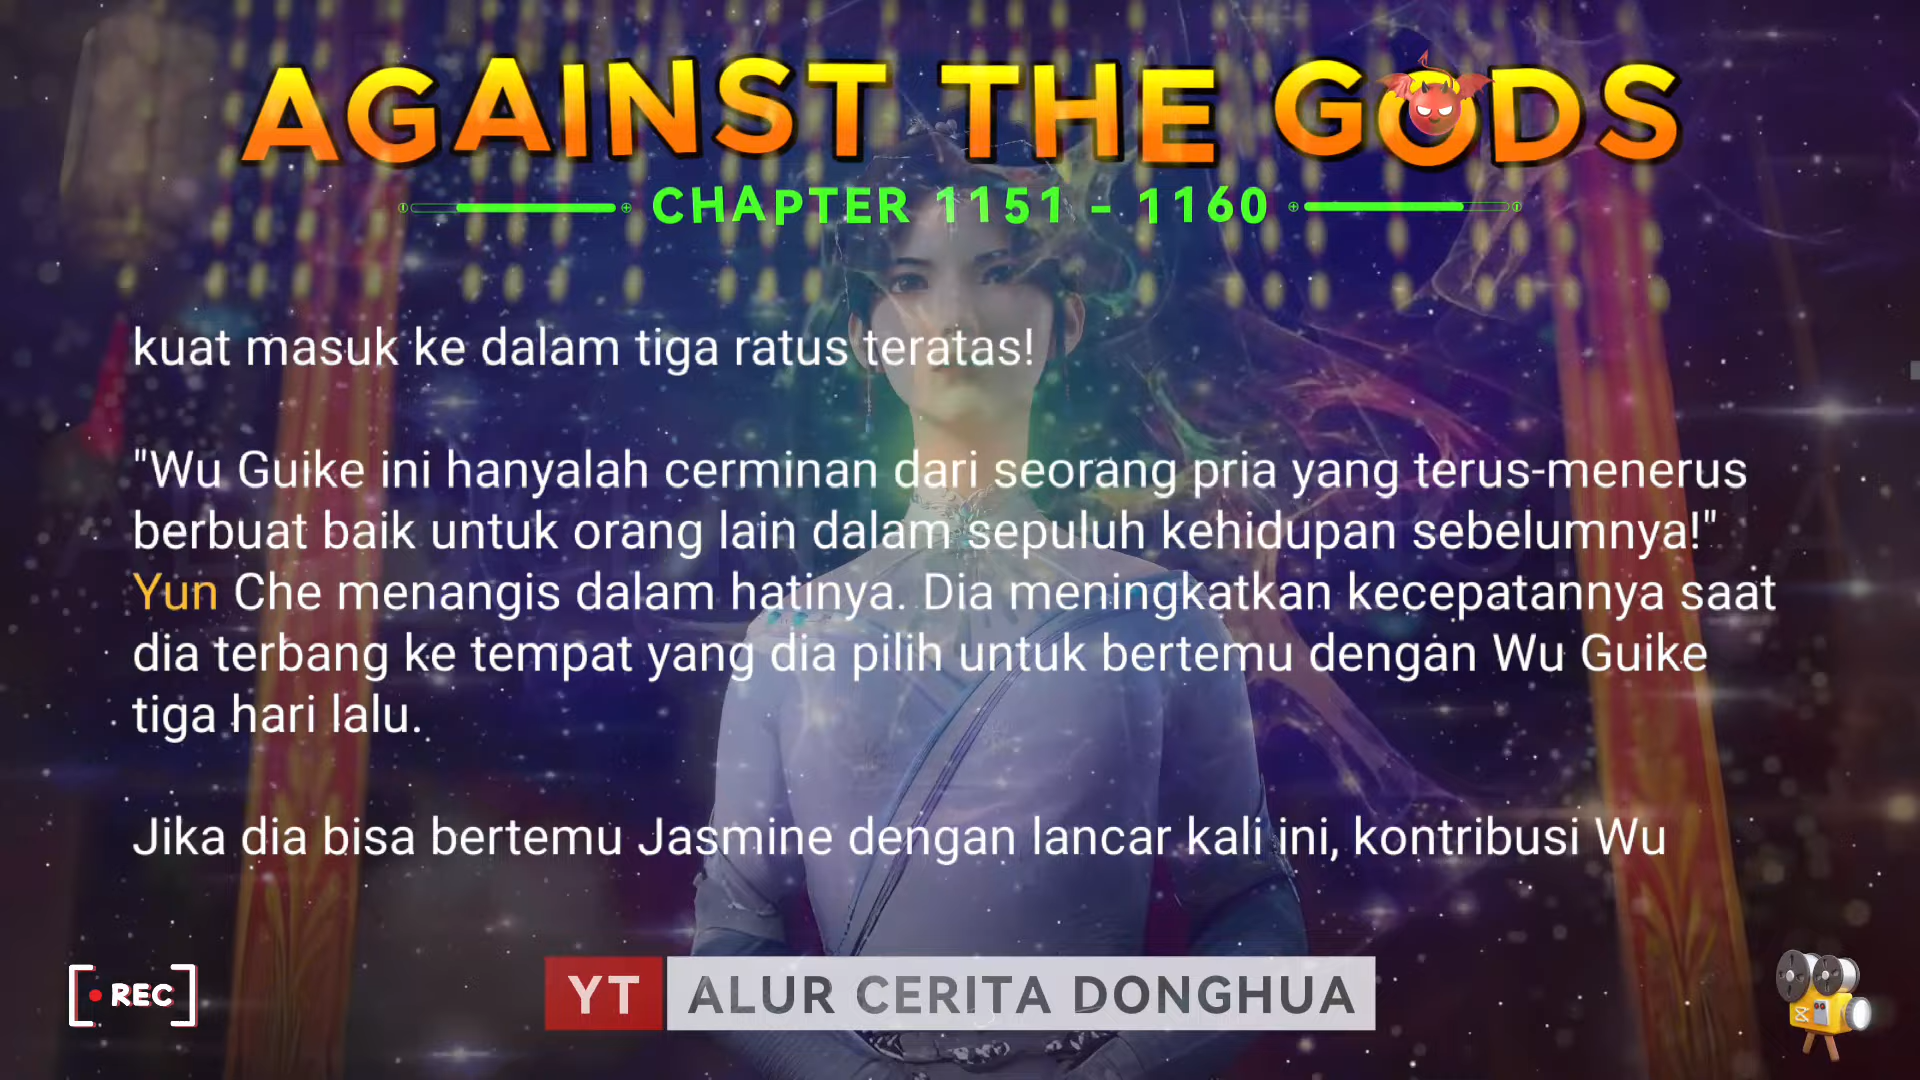 AGAINST THE GODS
CHAPTER 1151 - 1160
kuat masuk ke dalam tiga ratus teratas!
"Wu Guike ini hanyalah cerminan dari seorang pria yang terus-menerus
berbuat baik untuk orang lain dalam sepuluh kehidupan sebelumnya!"
Yun Che menangis dalam hatinya. Dia meningkatkan kecepatannya saat
dia terbang ke tempat yang dia pilih untuk bertemu dengan Wu Guike
tiga hari lalu.
Jika dia bisa bertemu Jasmine dengan lancar kali ini, kontribusi Wu
REC
YT ALUR CERITA DONGHUA